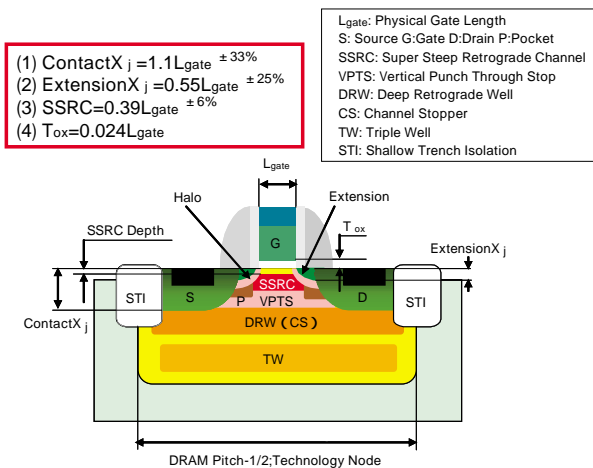 (1) ContactX j =1.1Lgate ±33%
(2) ExtensionX j =0.55Lgate ±25%
(3) SSRC=0.39Lgate ±6%
(4) Tox=0.024Lgate
Lgate: Physical Gate Length
S: Source G:Gate D:Drain P:Pocket
SSRC: Super Steep Retrograde Channel
VPTS: Vertical Punch Through Stop
DRW: Deep Retrograde Well
CS: Channel Stopper
TW: Triple Well
STI: Shallow Trench Isolation
Lgate
Halo
Extension
SSRC Depth
T ox
ExtensionX j
G
STI
S
P
SSRC
VPTS
D
STI
ContactX j
DRW (CS)
TW
DRAM Pitch-1/2;Technology Node